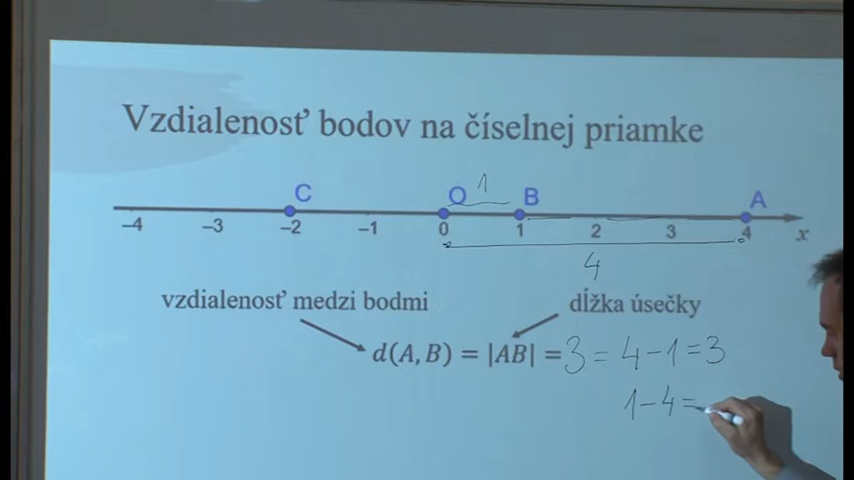 Vzdialenosť bodov na číselnej priamke
1
C O B A
–4 –3 –2 –1 0 1 2 3 4 x
4
vzdialenosť medzi bodmi dĺžka úsečky
d(A, B) = |AB| = 3 = 4 – 1 = 3
1 – 4 =